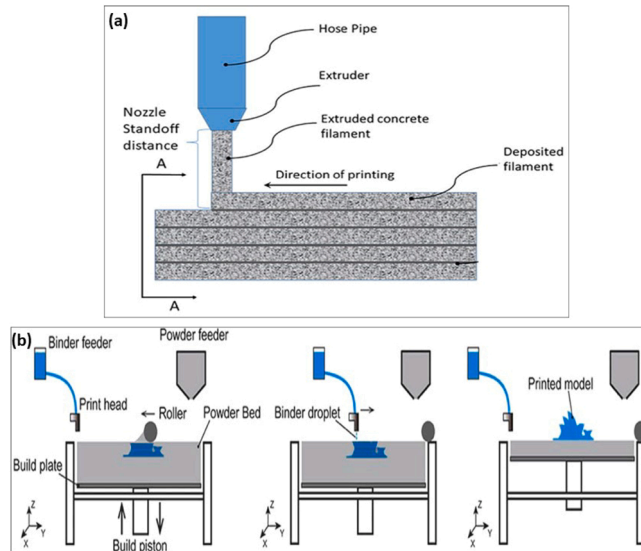 (a)
Hose Pipe
Extruder
Nozzle
Standoff
distance
Extruded concrete
filament
A
Direction of printing
Deposited
filament
A
(b)
Binder feeder
Powder feeder
Print head
Roller
Powder Bed
Binder droplet
Printed model
Build plate
Build piston
Z
Y
X
Z
Y
X
Z
Y
X